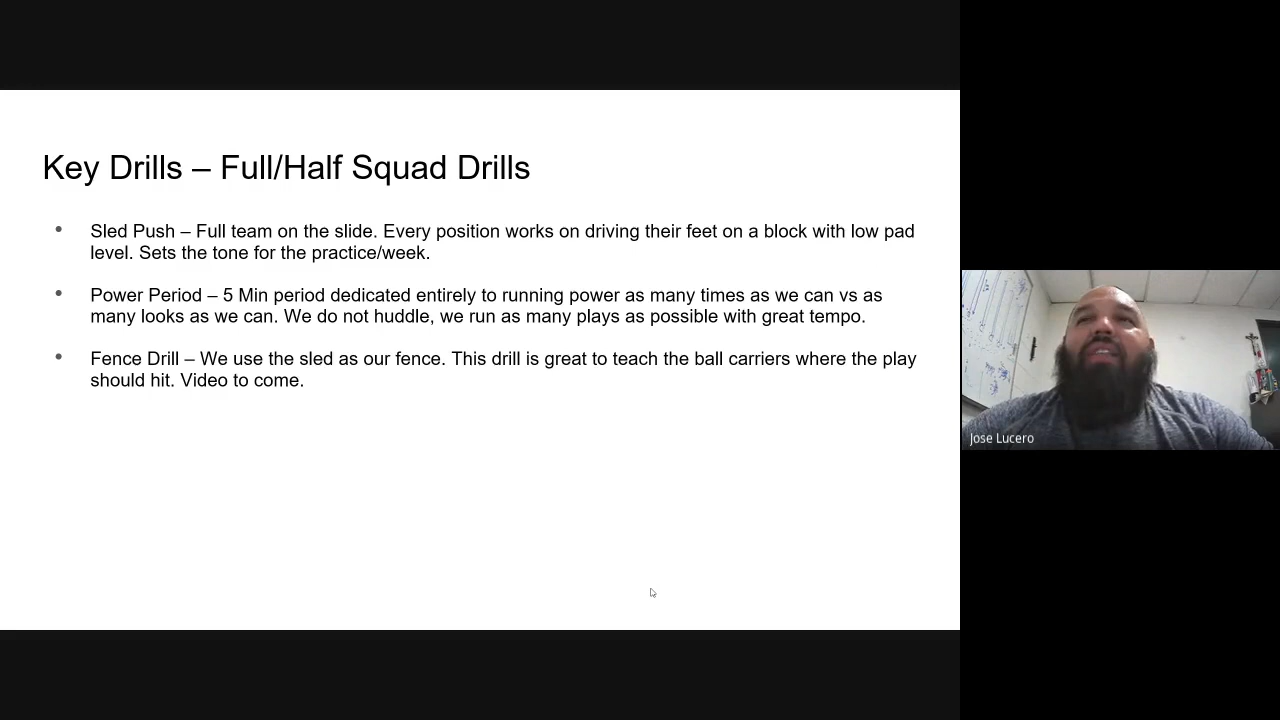 Key Drills – Full/Half Squad Drills
• Sled Push – Full team on the slide. Every position works on driving their feet on a block with low pad
level. Sets the tone for the practice/week.
• Power Period – 5 Min period dedicated entirely to running power as many times as we can vs as
many looks as we can. We do not huddle, we run as many plays as possible with great tempo.
• Fence Drill – We use the sled as our fence. This drill is great to teach the ball carriers where the play
should hit. Video to come.
Jose Lucero